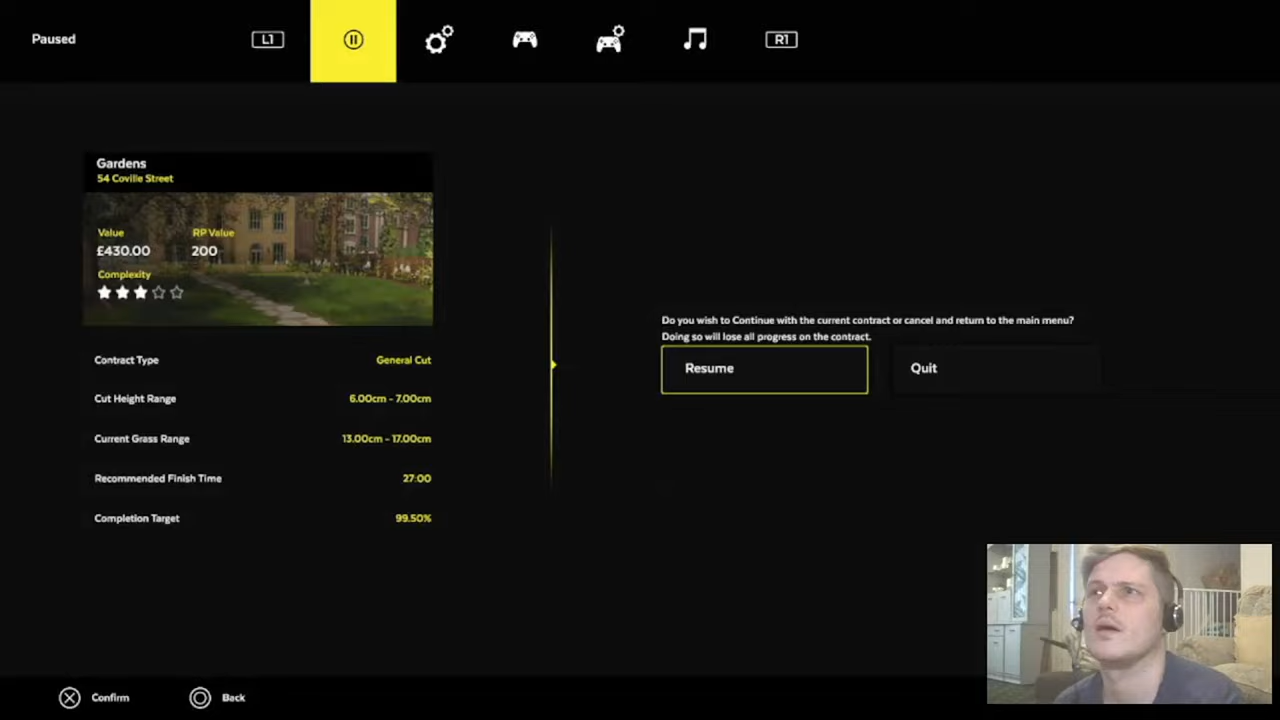 Paused
L1
R1
Gardens
54 Coville Street
Value
RP Value
£430.00
200
Complexity
Contract Type
General Cut
Cut Height Range
6.00cm - 7.00cm
Current Grass Range
13.00cm - 17.00cm
Recommended Finish Time
27:00
Completion Target
99.50%
Do you wish to Continue with the current contract or cancel and return to the main menu?
Doing so will lose all progress on the contract.
Resume
Quit
Confirm
Back